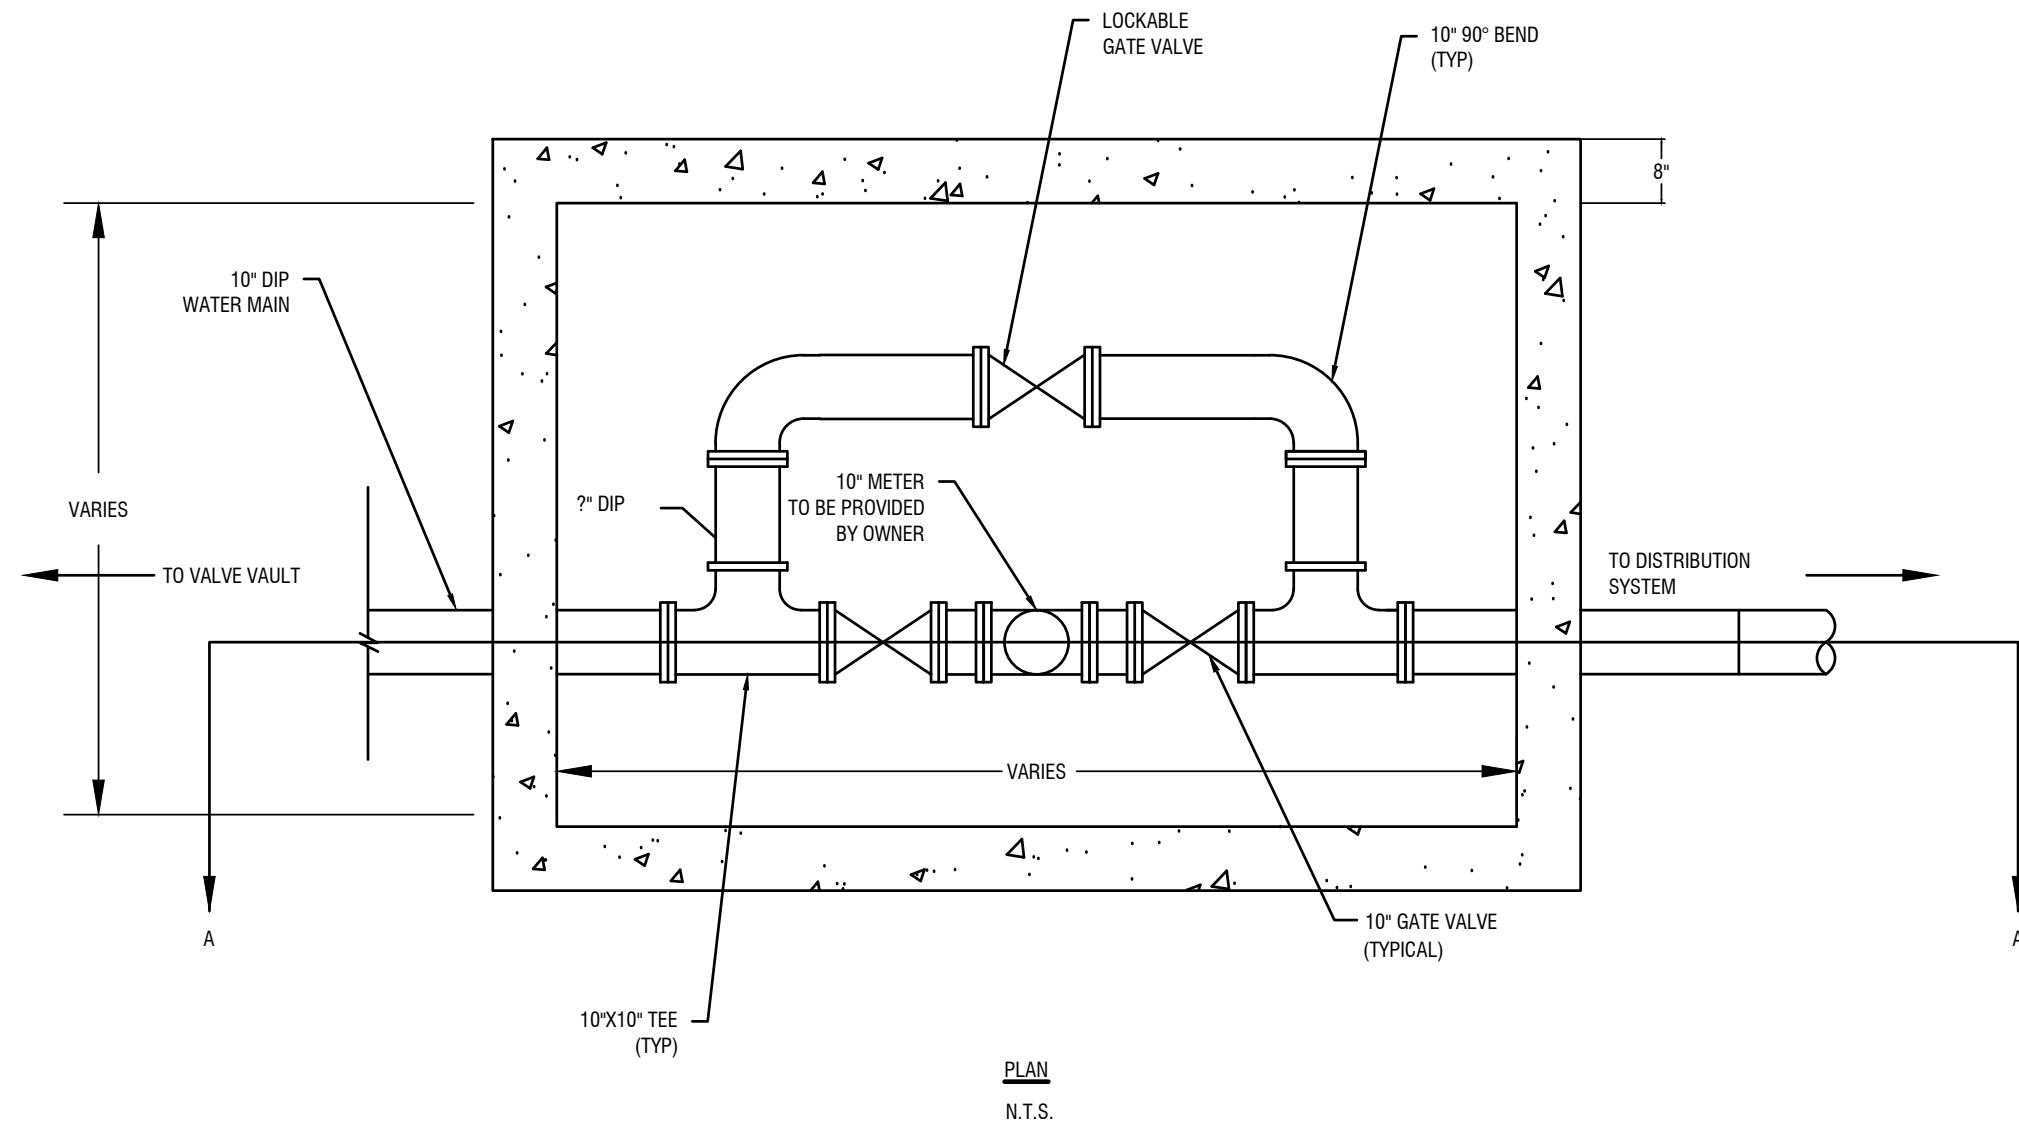 LOCKABLE
GATE VALVE
10" 90° BEND
(TYP)
8"
10" DIP
WATER MAIN
VARIES
?" DIP
10" METER
TO BE PROVIDED
BY OWNER
TO VALVE VAULT
TO DISTRIBUTION
SYSTEM
VARIES
10" GATE VALVE
(TYPICAL)
A
A
10"X10" TEE
(TYP)
PLAN
N.T.S.